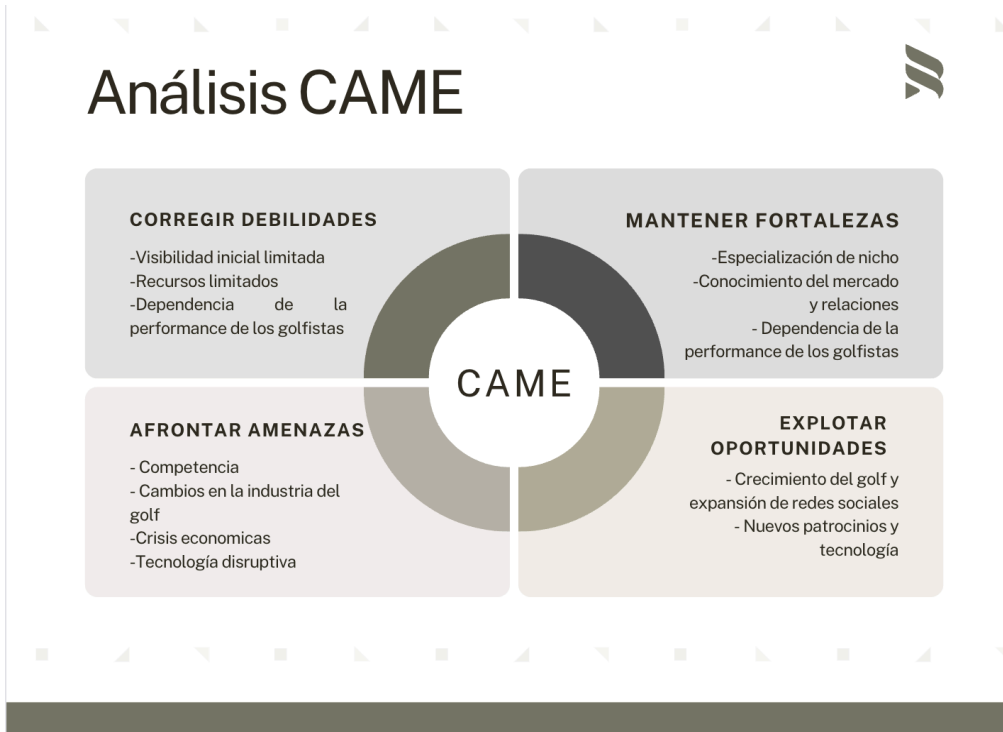 Análisis CAME
CORREGIR DEBILIDADES
-Visibilidad inicial limitada
-Recursos limitados
-Dependencia de la
performance de los golfistas
MANTENER FORTALEZAS
-Especialización de nicho
-Conocimiento del mercado
y relaciones
- Dependencia de la
performance de los golfistas
CAME
AFRONTAR AMENAZAS
- Competencia
- Cambios en la industria del
golf
-Crisis economicas
-Tecnología disruptiva
EXPLOTAR
OPORTUNIDADES
- Crecimiento del golf y
expansión de redes sociales
- Nuevos patrocinios y
tecnología